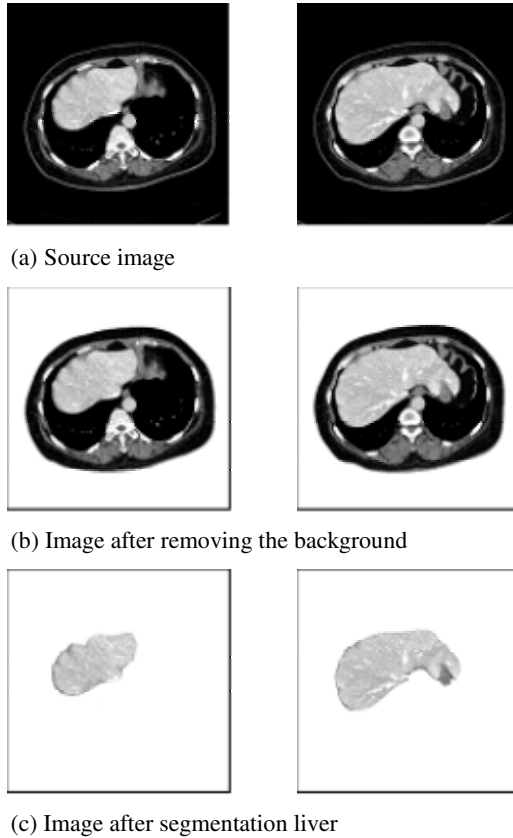 (a) Source image
(b) Image after removing the background
(c) Image after segmentation liver